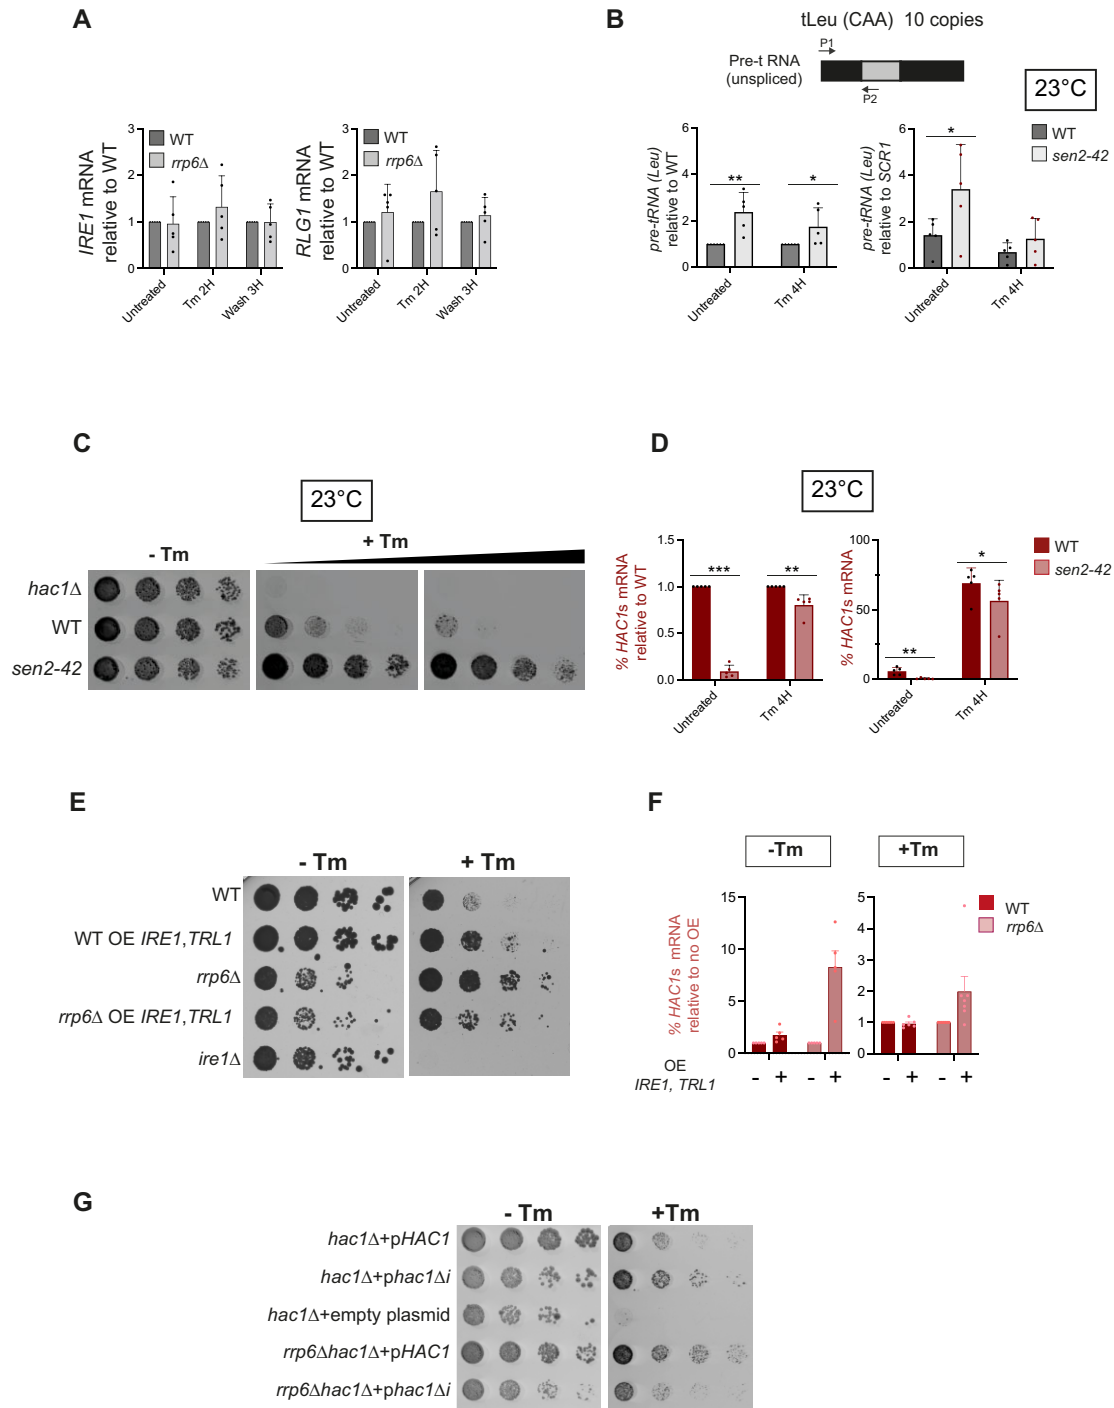 A
IRE1 mRNA
relative to WT
3
2
1
0
WT
rrp6Δ
Untreated
Tm 2H
Wash 3H
RLG1 mRNA
relative to WT
3
2
1
0
WT
rrp6Δ
Untreated
Tm 2H
Wash 3H
B
tLeu (CAA) 10 copies
P1
Pre-t RNA
(unspliced)
P2
23°C
WT
sen2-42
pre-tRNA (Leu)
relative to WT
6
4
2
0
**
*
Untreated
Tm 4H
pre-tRNA (Leu)
relative to SCR1
6
4
2
0
*
Untreated
Tm 4H
C
23°C
- Tm
+ Tm
hac1Δ
WT
sen2-42
D
23°C
% HAC1s mRNA
relative to WT
1.5
1.0
0.5
0.0
***
**
Untreated
Tm 4H
% HAC1s mRNA
100
50
0
**
*
Untreated
Tm 4H
WT
sen2-42
E
- Tm
+ Tm
WT
WT OE IRE1,TRL1
rrp6Δ
rrp6Δ OE IRE1,TRL1
ire1Δ
F
-Tm
+Tm
% HAC1s mRNA
relative to no OE
15
10
5
0
5
4
3
2
1
0
WT
rrp6Δ
OE
IRE1, TRL1
- + - +
- + - +
G
- Tm
+Tm
hac1Δ+pHAC1
hac1Δ+phac1Δi
hac1Δ+empty plasmid
rrp6Δhac1Δ+pHAC1
rrp6Δhac1Δ+phac1Δi